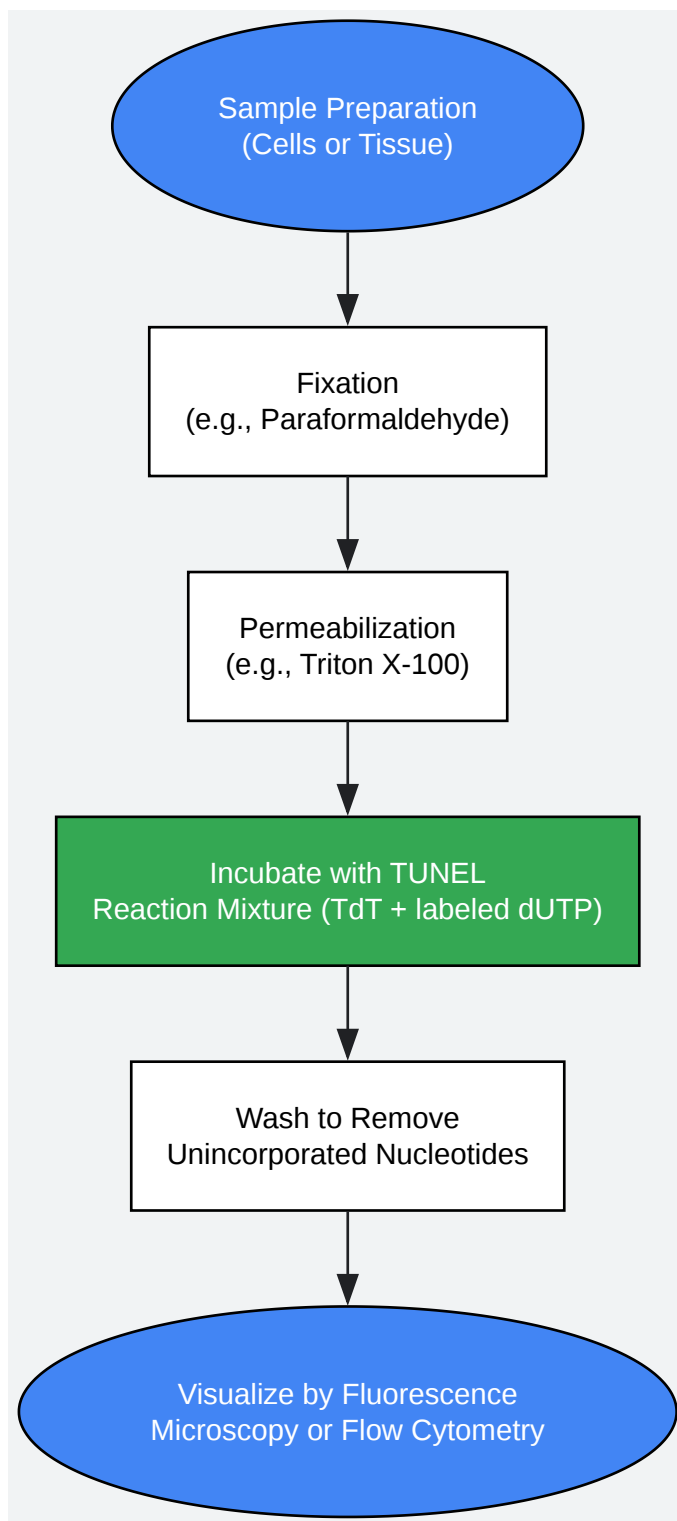 Sample Preparation
(Cells or Tissue)
Fixation
(e.g., Paraformaldehyde)
Permeabilization
(e.g., Triton X-100)
Incubate with TUNEL
Reaction Mixture (TdT + labeled dUTP)
Wash to Remove
Unincorporated Nucleotides
Visualize by Fluorescence
Microscopy or Flow Cytometry